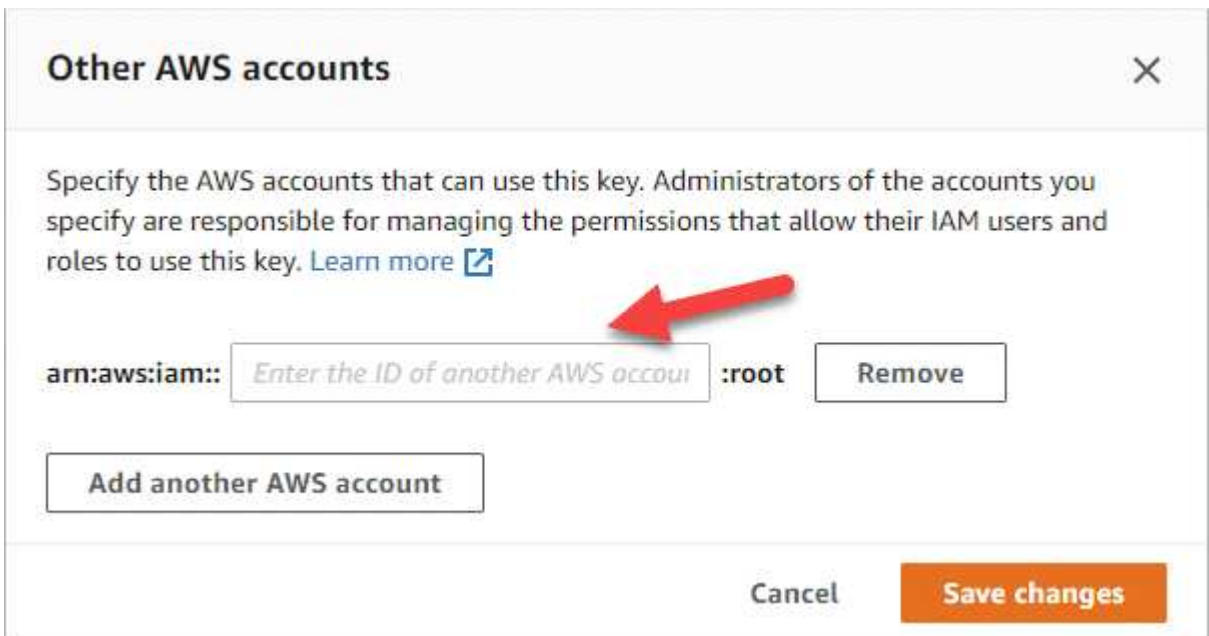 Other AWS accounts
Specify the AWS accounts that can use this key. Administrators of the accounts you
specify are responsible for managing the permissions that allow their IAM users and
roles to use this key. Learn more
arn:aws:iam:: Enter the ID of another AWS accou :root Remove
Add another AWS account
Cancel Save changes